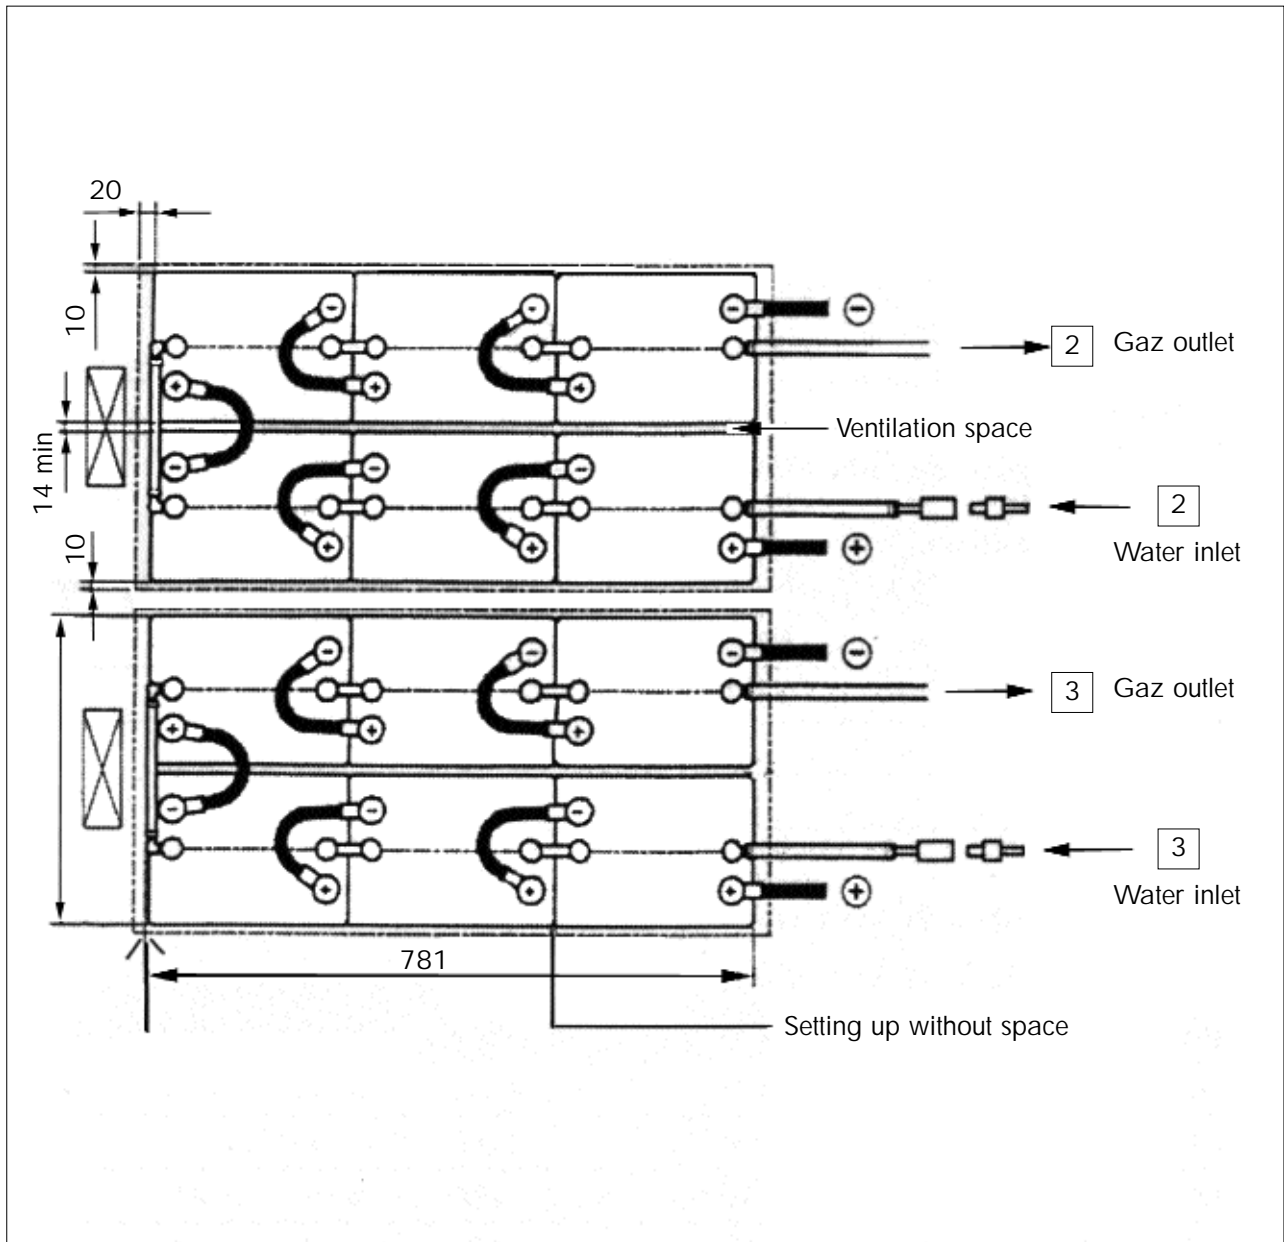 20
10
2 Gaz outlet
Ventilation space
14 min
2
Water inlet
10
3 Gaz outlet
3
Water inlet
781
Setting up without space
- - - 
+ + 
+ 
- - - 
+ + + +
- - - 
+ + 
+ 
- - - 
+ + + +